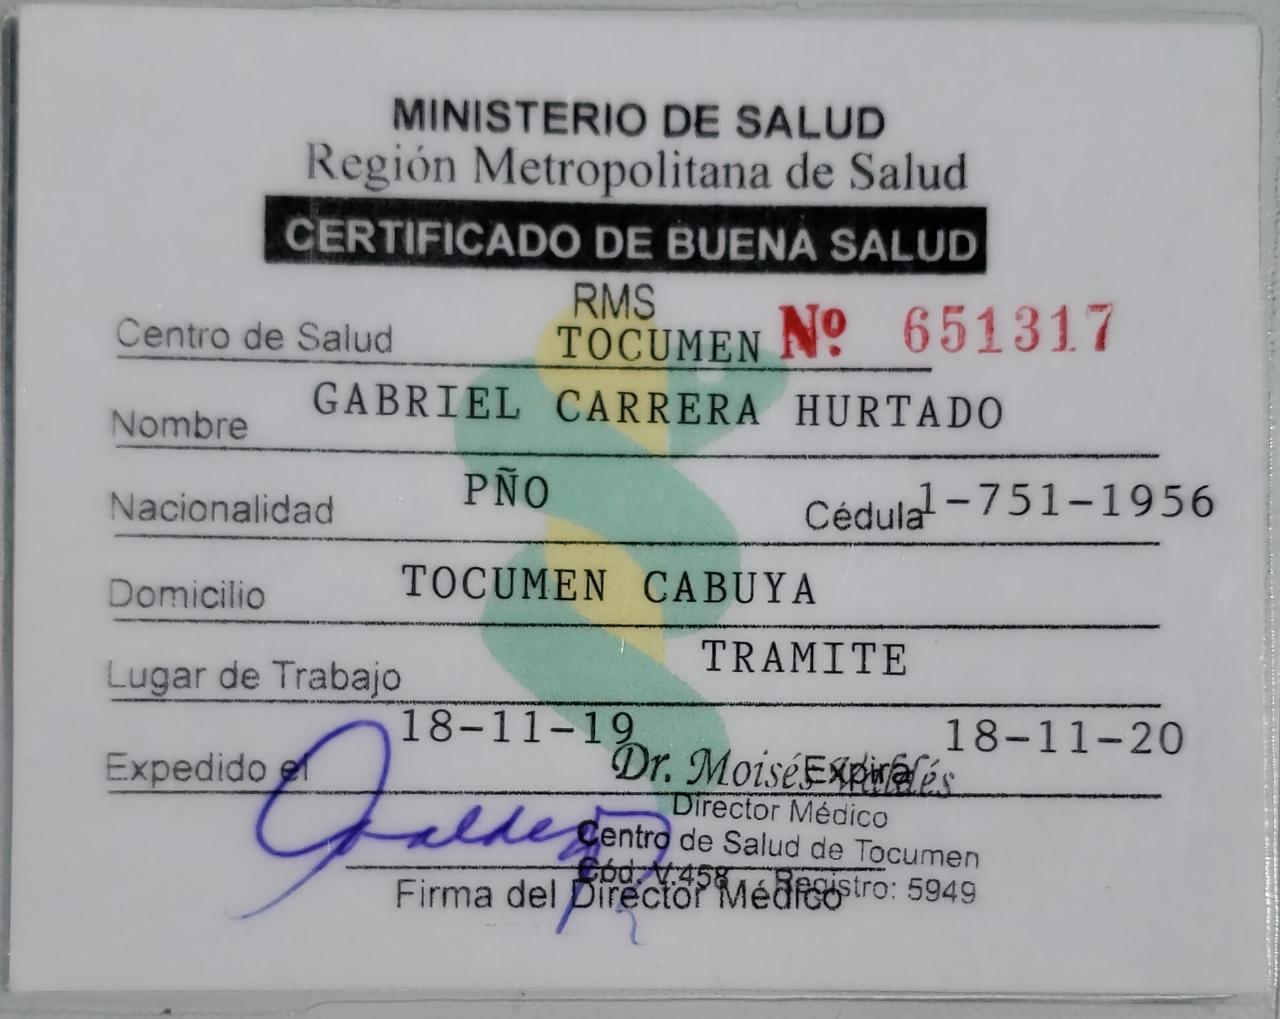 MINISTERIO DE SALUD
Región Metropolitana de Salud
CERTIFICADO DE BUENA SALUD
RMS
Centro de Salud TOCUMEN Nº 651317
Nombre GABRIEL CARRERA HURTADO
Nacionalidad PÑO Cédula 1-751-1956
Domicilio TOCUMEN CABUYA
Lugar de Trabajo TRAMITE
18-11-19 18-11-20
Expedido el Dr. Moisés Expira
Director Médico
Centro de Salud de Tocumen
Cód. V.458 Registro: 5949
Firma del Director Médico